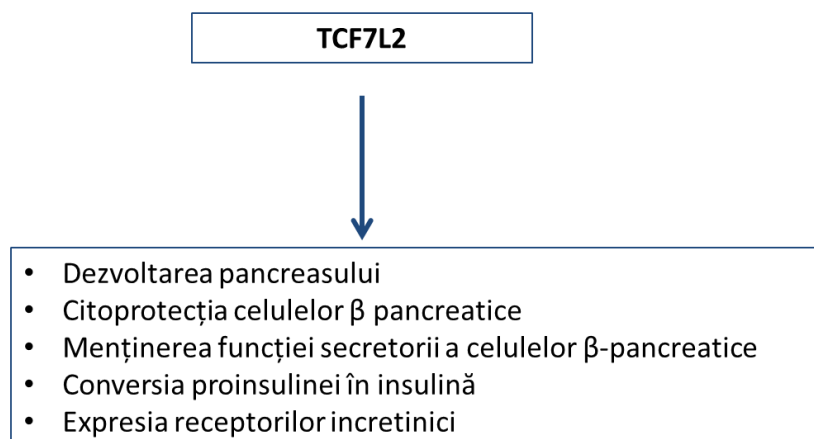 TCF7L2
• Dezvoltarea pancreasului
• Citoprotecția celulelor β pancreatice
• Menținerea funcției secretorii a celulelor β-pancreatice
• Conversia proinsulinei în insulină
• Expresia receptorilor incretinici